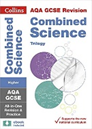 Collins
AQA GCSE Revision
Combined
Science
Trilogy
Combined Science
Higher
AQA
GCSE
All-in-One
Revision &
Practice